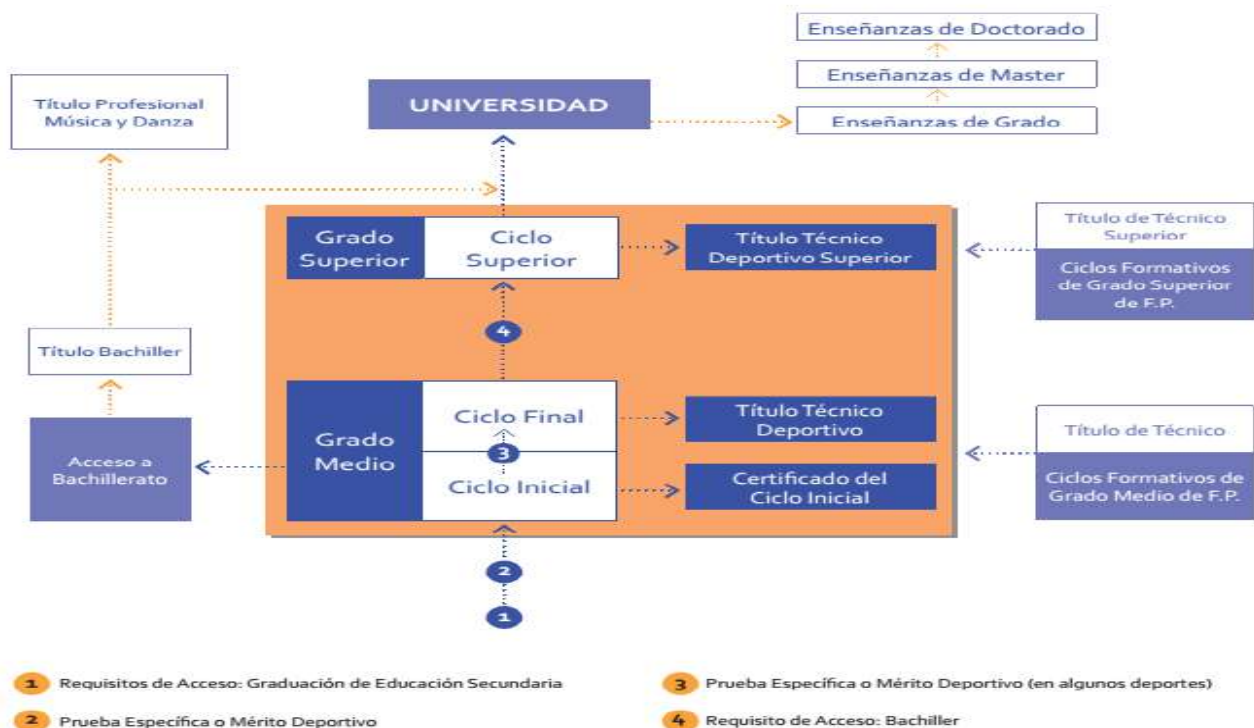 Enseñanzas de Doctorado
Enseñanzas de Master
Enseñanzas de Grado
UNIVERSIDAD
Título Profesional
Música y Danza
Grado
Superior
Ciclo
Superior
Título Técnico
Deportivo Superior
Título de Técnico
Superior
Ciclos Formativos
de Grado Superior
de F.P.
4
Título Bachiller
Acceso a
Bachillerato
Grado
Medio
Ciclo Final
3
Ciclo Inicial
Título Técnico
Deportivo
Certificado del
Ciclo Inicial
Título de Técnico
Ciclos Formativos de
Grado Medio de F.P.
2
1
1 Requisitos de Acceso: Graduación de Educación Secundaria
2 Prueba Específica o Mérito Deportivo
3 Prueba Específica o Mérito Deportivo (en algunos deportes)
4 Requisito de Acceso: Bachiller